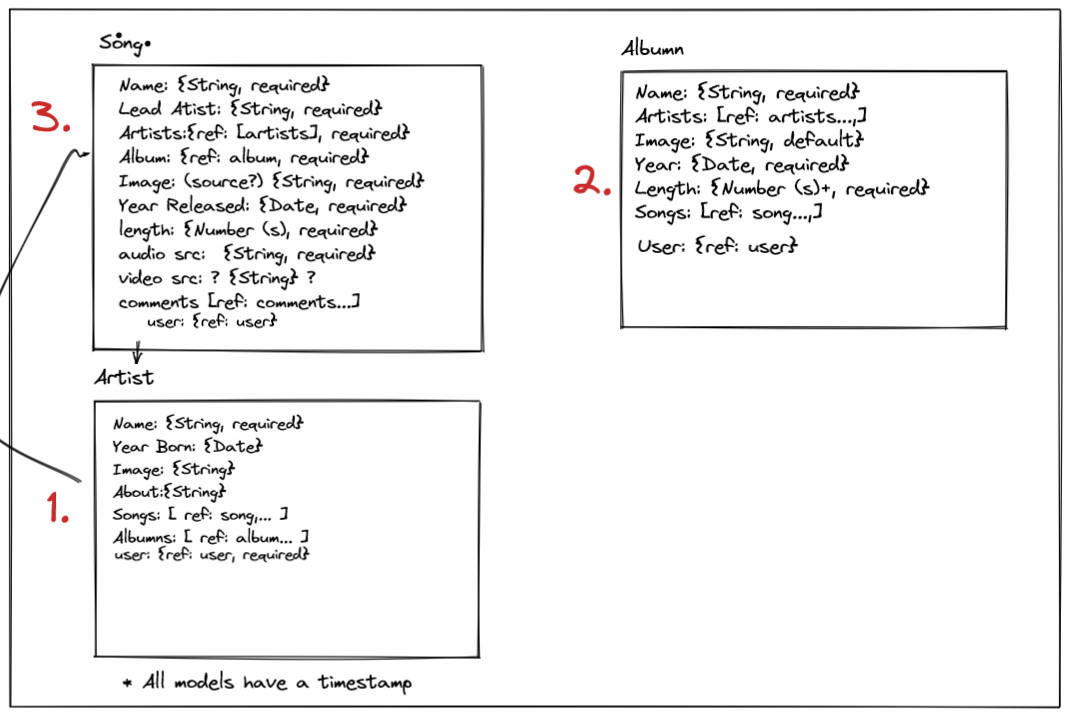 Song.
3.
Name: {String, required}
Lead Atist: {String, required}
Artists:{ref: [artists], required}
Album: {ref: album, required}
Image: (source?) {String, required}
Year Released: {Date, required}
length: {Number (s), required}
audio src: {String, required}
video src: ? {String} ?
comments [ref: comments...]
user: {ref: user}
Albumn
2.
Name: {String, required}
Artists: [ref: artists...,]
Image: {String, default}
Year: {Date, required}
Length: {Number (s)+, required}
Songs: [ref: song...,]
User: {ref: user}
Artist
1.
Name: {String, required}
Year Born: {Date}
Image: {String}
About:{String}
Songs: [ ref: song,... ]
Albumns: [ ref: album... ]
user: {ref: user, required}
* All models have a timestamp